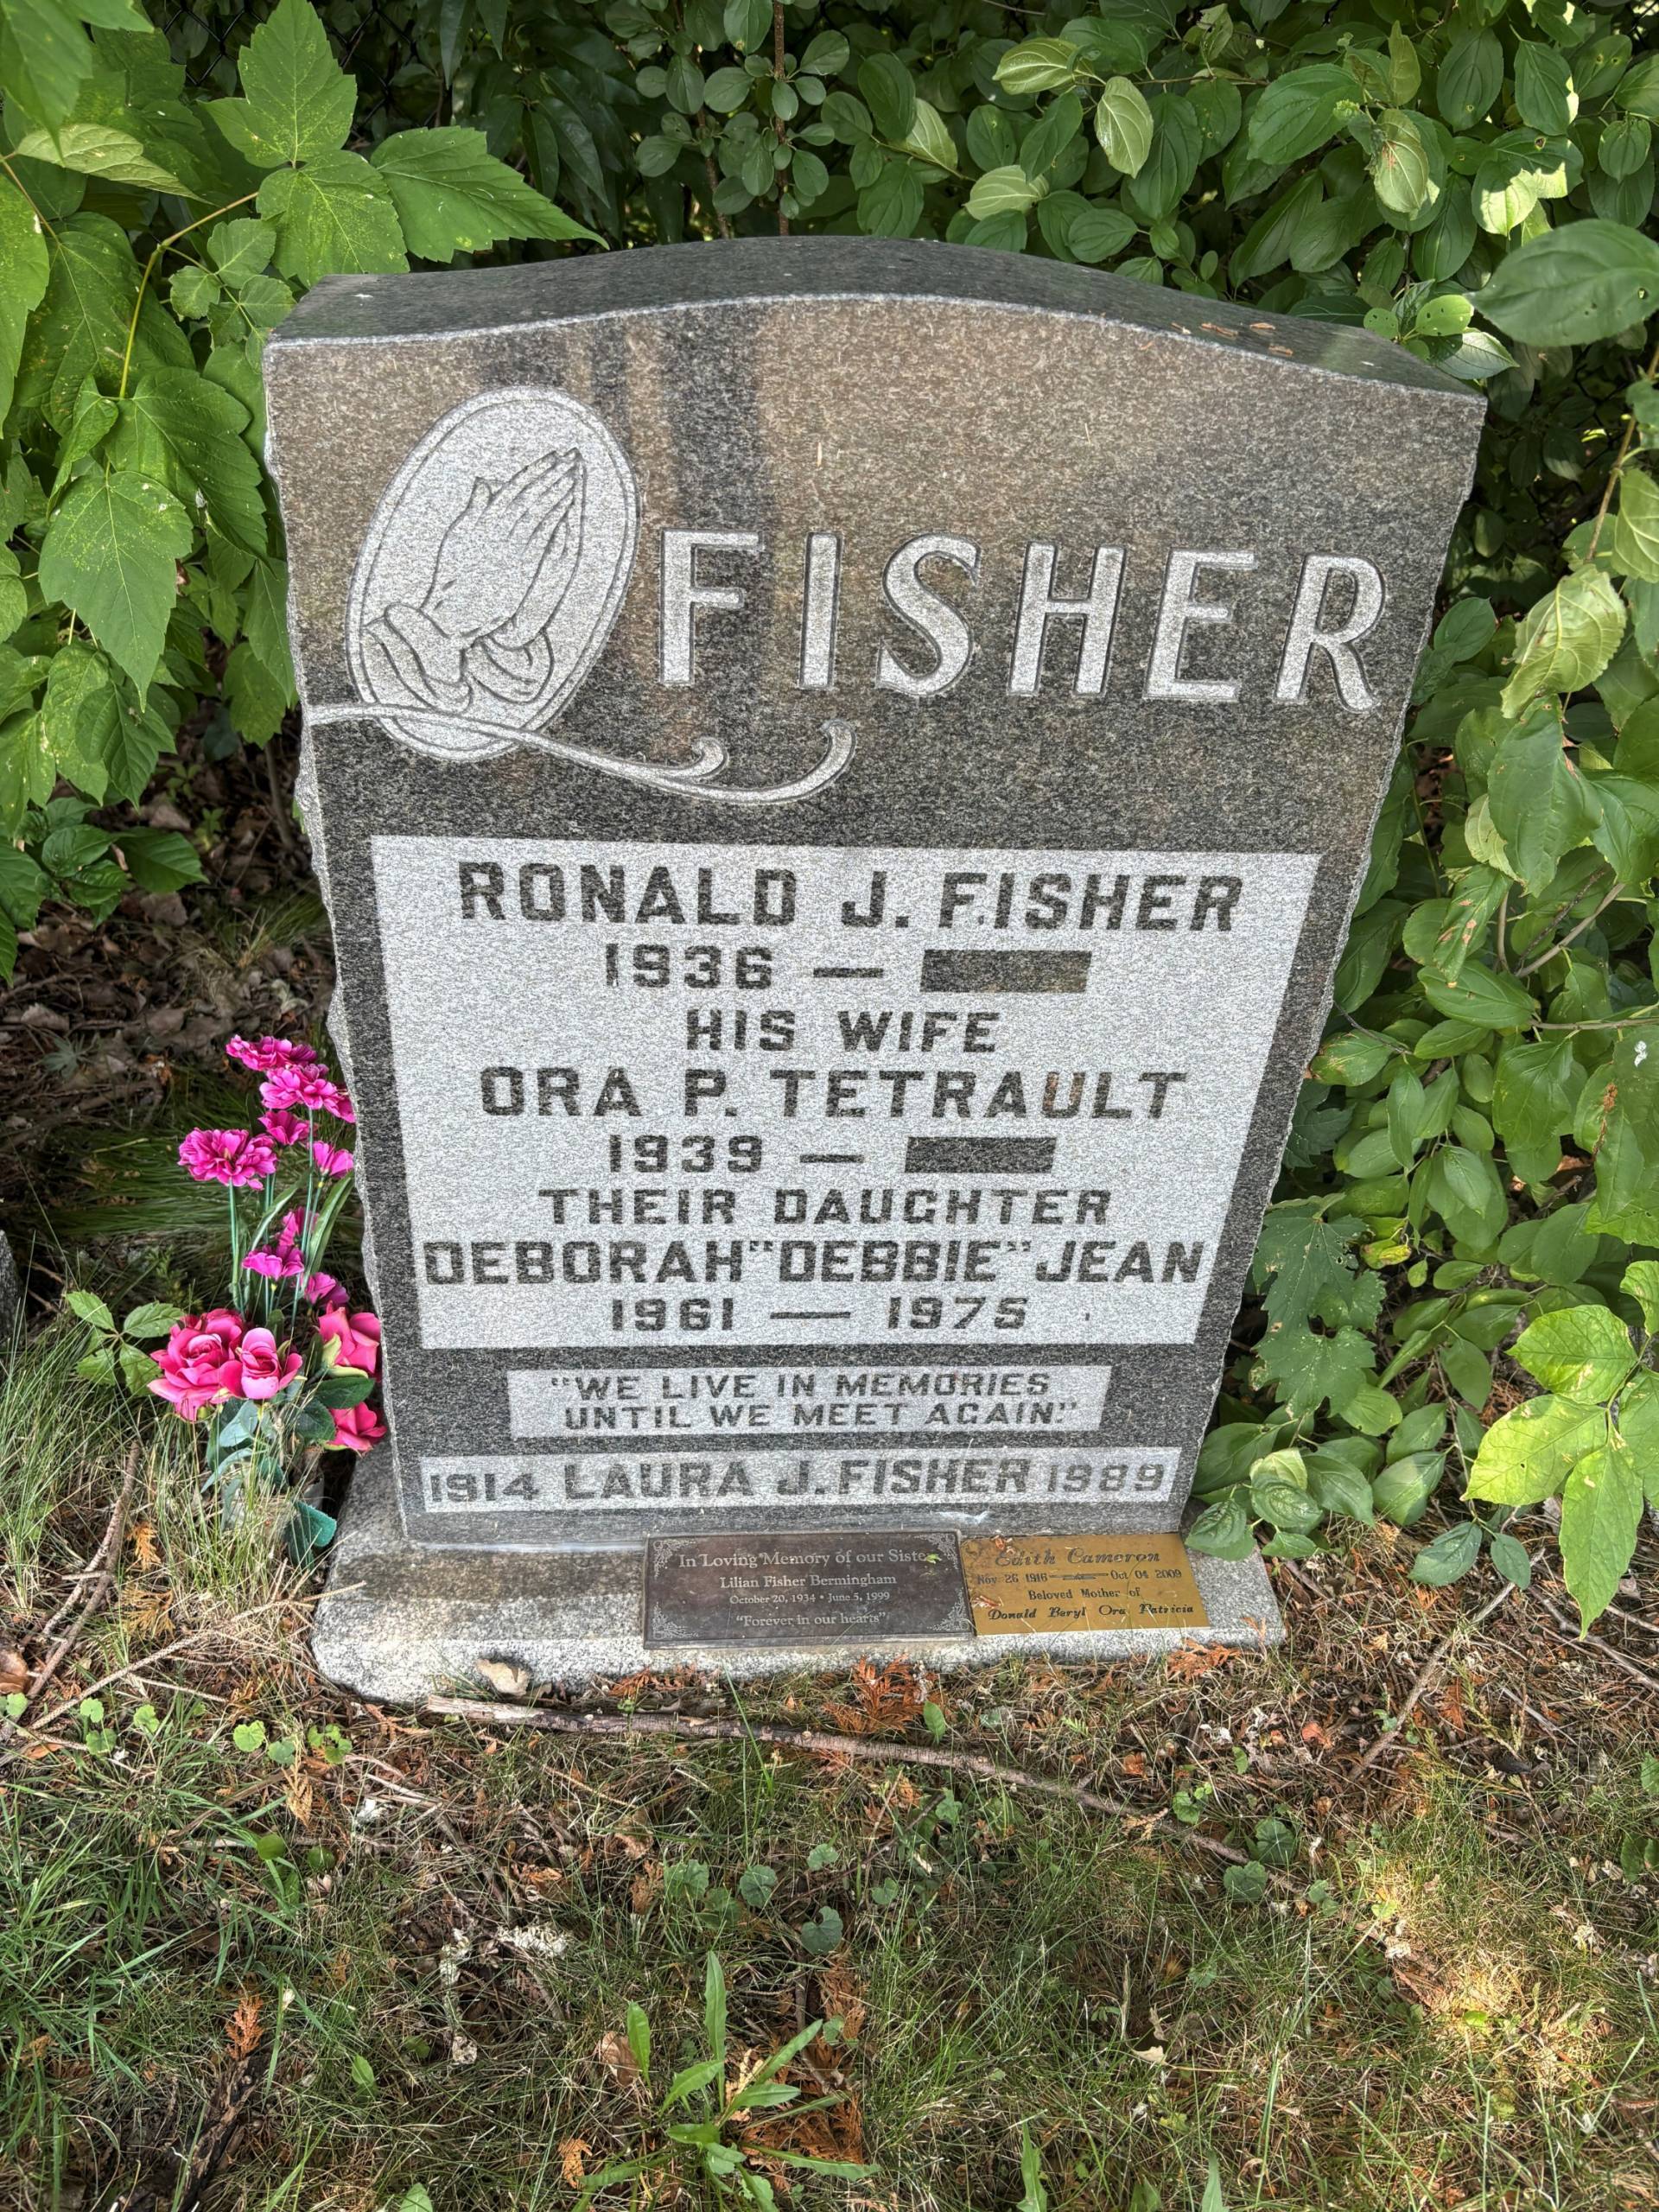 FISHER
RONALD J. FISHER
1936 —
HIS WIFE
ORA P. TETRAULT
1939 —
THEIR DAUGHTER
DEBORAH "DEBBIE" JEAN
1961 — 1975
"WE LIVE IN MEMORIES
UNTIL WE MEET AGAIN."
1914 LAURA J. FISHER 1989
In Loving Memory of our Sister
Lilian Fisher Bermingham
October 20, 1934 • June 5, 1999
"Forever in our hearts"
Edith Cameron
Nov 26 1916 — Oct 04 2009
Beloved Mother of
Donald Beryl Ora Patricia